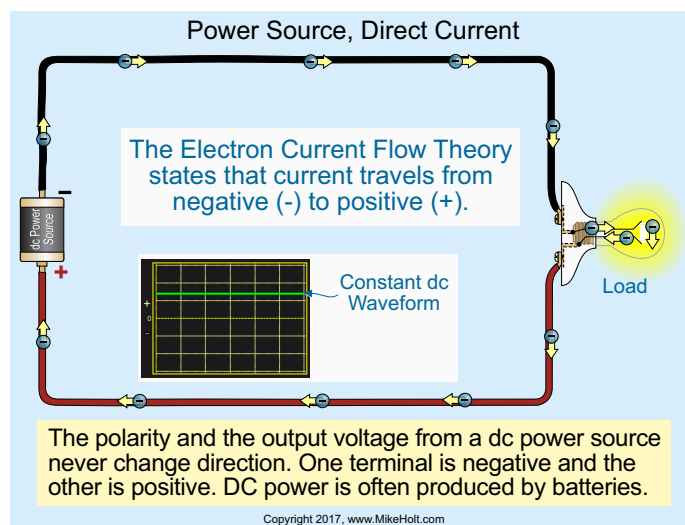 Power Source, Direct Current
The Electron Current Flow Theory
states that current travels from
negative (-) to positive (+).
dc Power
Source
−
+
Constant dc
Waveform
+
0
−
Load
The polarity and the output voltage from a dc power source
never change direction. One terminal is negative and the
other is positive. DC power is often produced by batteries.
Copyright 2017, www.MikeHolt.com